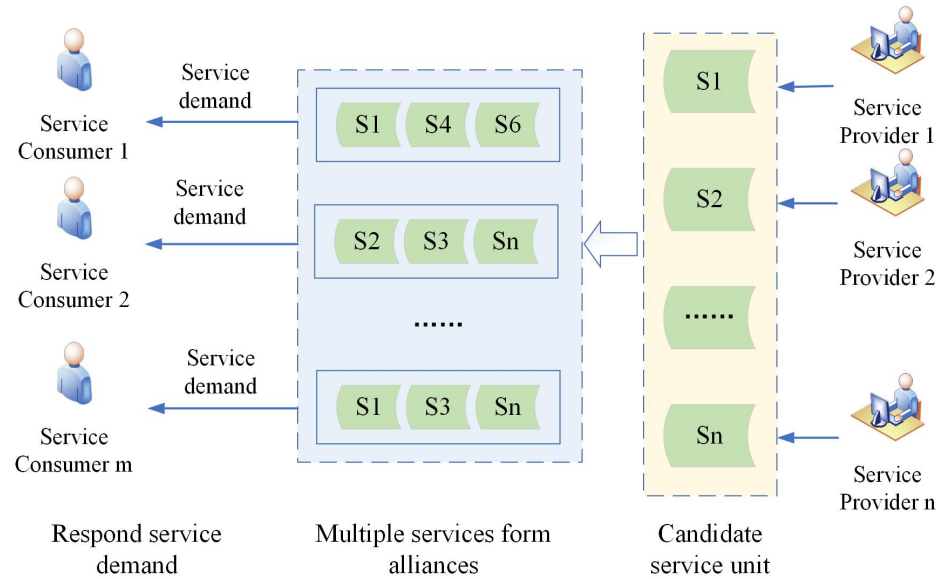 Service
Consumer 1
Service
demand
Service
Consumer 2
Service
demand
Service
Consumer m
Service
demand
S1 S4 S6
S2 S3 Sn
......
S1 S3 Sn
S1
S2
......
Sn
Service
Provider 1
Service
Provider 2
Service
Provider n
Respond service
demand
Multiple services form
alliances
Candidate
service unit